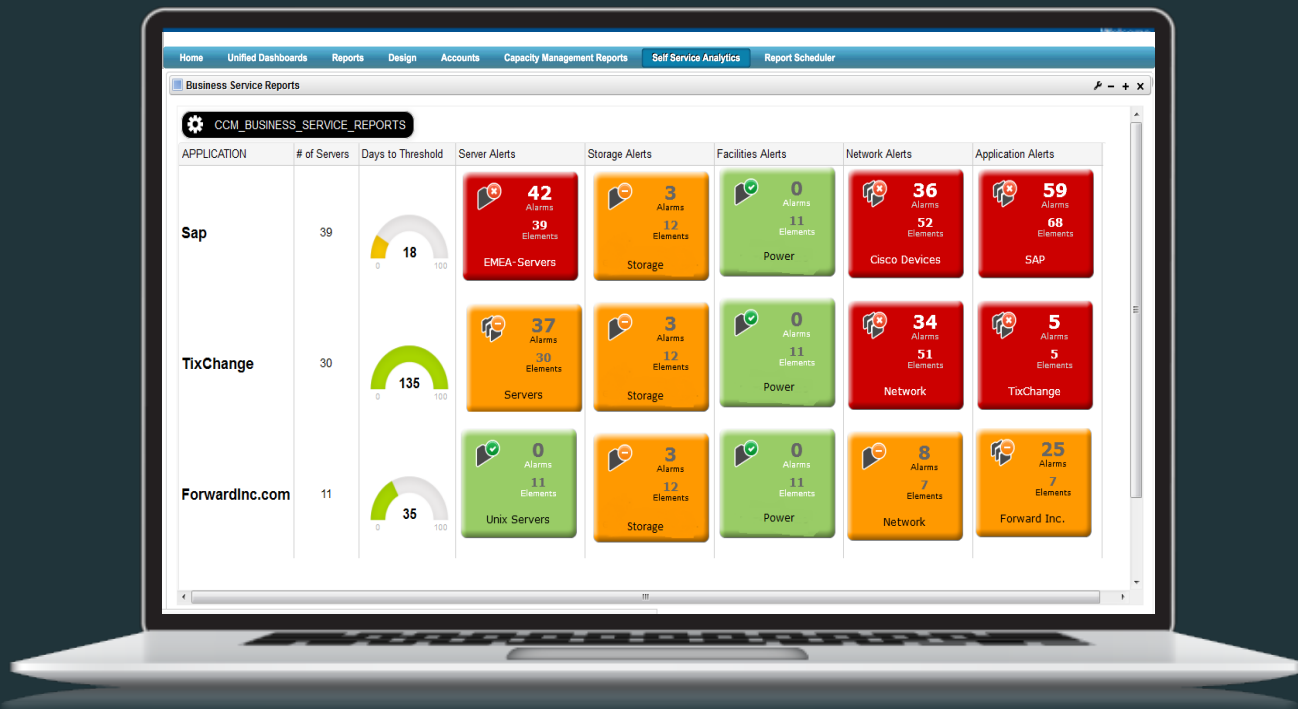 Home Unified Dashboards Reports Design Accounts Capacity Management Reports Self Service Analytics Report Scheduler
Business Service Reports
CCM_BUSINESS_SERVICE_REPORTS
APPLICATION # of Servers Days to Threshold Server Alerts Storage Alerts Facilities Alerts Network Alerts Application Alerts
Sap 39 18 0 100
42 Alarms 39 Elements EMEA-Servers
3 Alarms 12 Elements Storage
0 Alarms 11 Elements Power
36 Alarms 52 Elements Cisco Devices
59 Alarms 68 Elements SAP
TixChange 30 135 0 100
37 Alarms 30 Elements Servers
3 Alarms 12 Elements Storage
0 Alarms 11 Elements Power
34 Alarms 51 Elements Network
5 Alarms 5 Elements TixChange
ForwardInc.com 11 35 0 100
0 Alarms 11 Elements Unix Servers
3 Alarms 12 Elements Storage
0 Alarms 11 Elements Power
8 Alarms 7 Elements Network
25 Alarms 7 Elements Forward Inc.